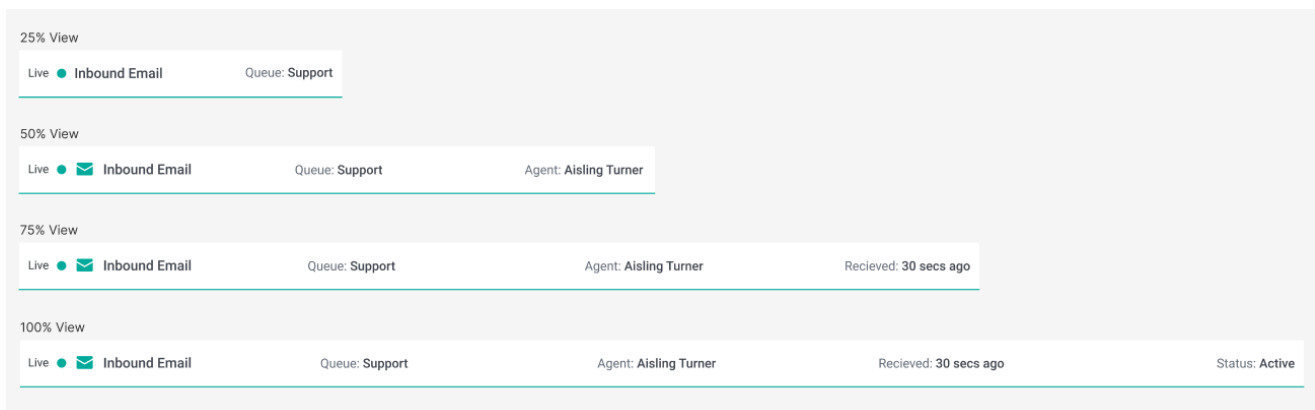 25% View
Live Inbound Email Queue: Support
50% View
Live Inbound Email Queue: Support Agent: Aisling Turner
75% View
Live Inbound Email Queue: Support Agent: Aisling Turner Recieved: 30 secs ago
100% View
Live Inbound Email Queue: Support Agent: Aisling Turner Recieved: 30 secs ago Status: Active